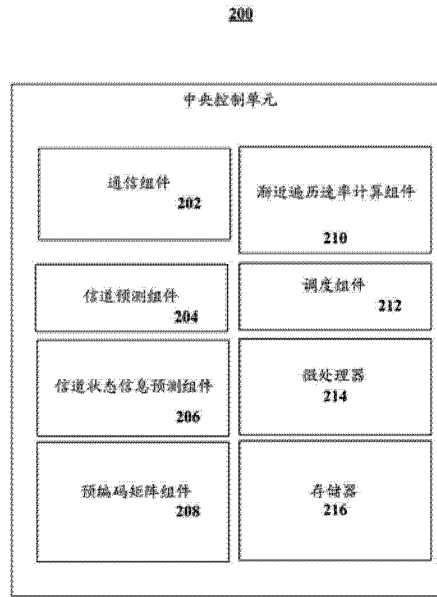 200
中央控制单元
通信组件
202
渐近遍历速率计算组件
210
信道预测组件
204
调度组件
212
信道状态信息预测组件
206
微处理器
214
预编码矩阵组件
208
存储器
216